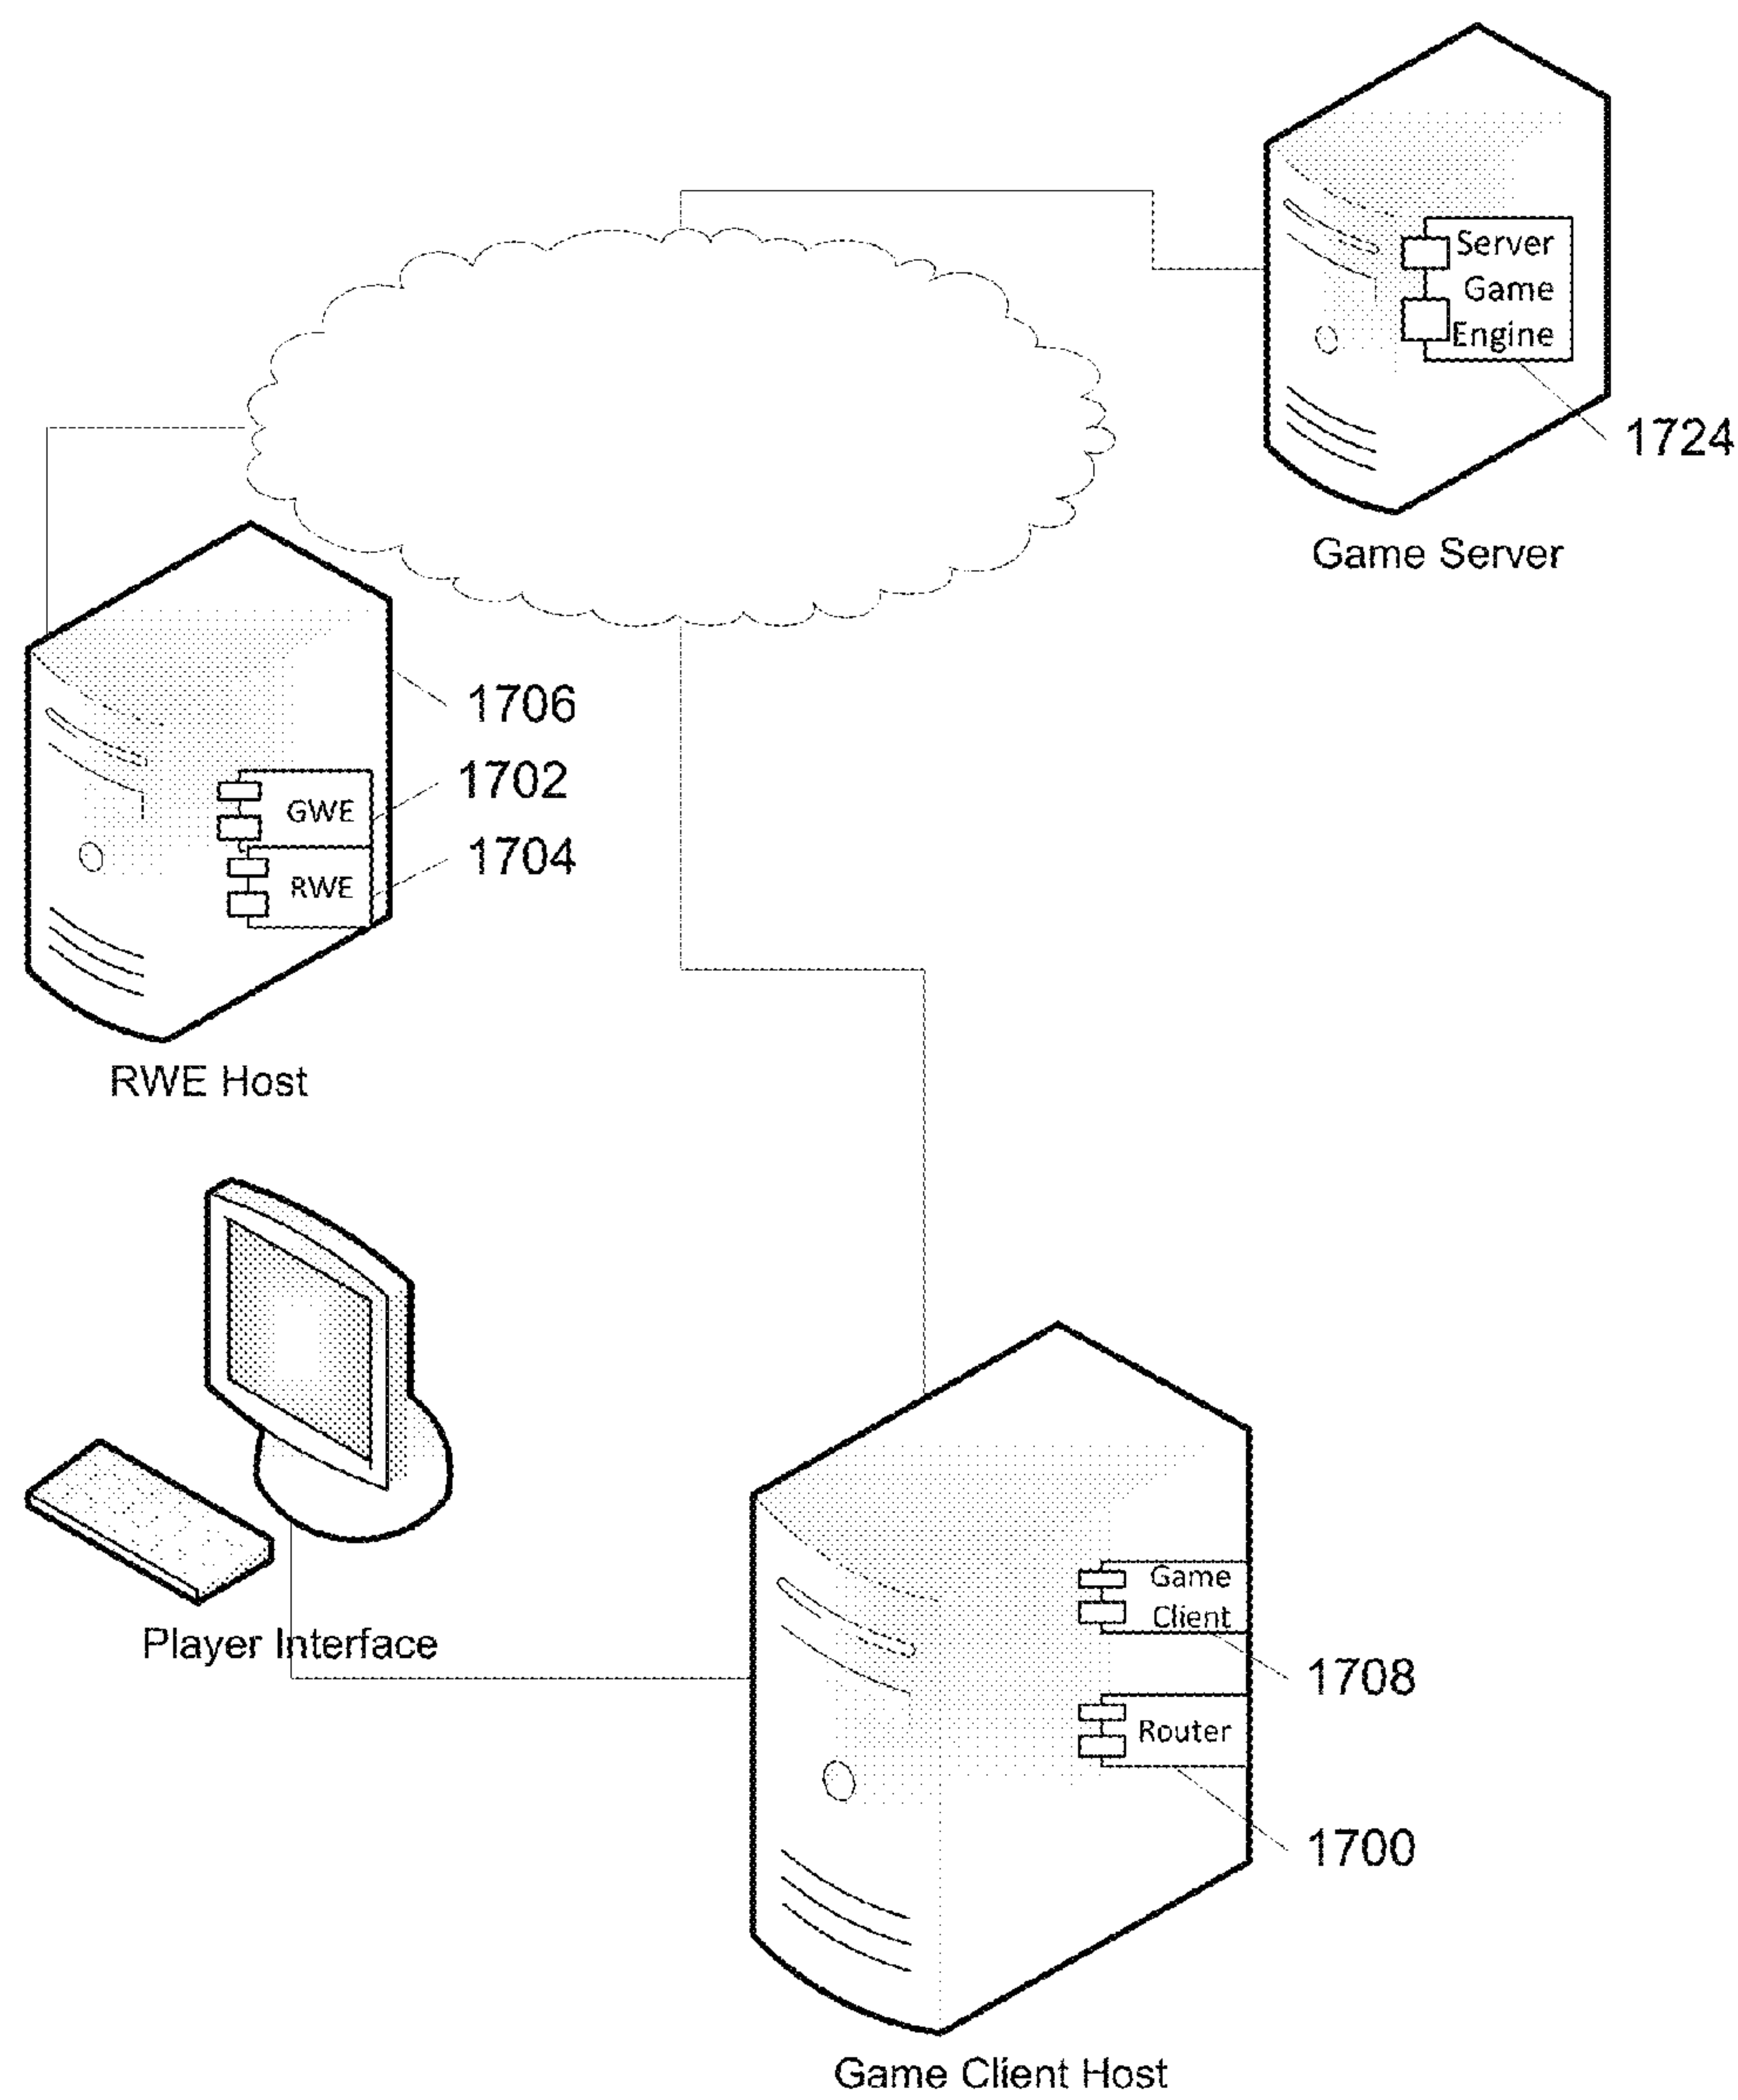 Server
Game
Engine
1724
Game Server
1706
1702
GWE
1704
RWE
RWE Host
Player Interface
Game
Client
1708
Router
1700
Game Client Host